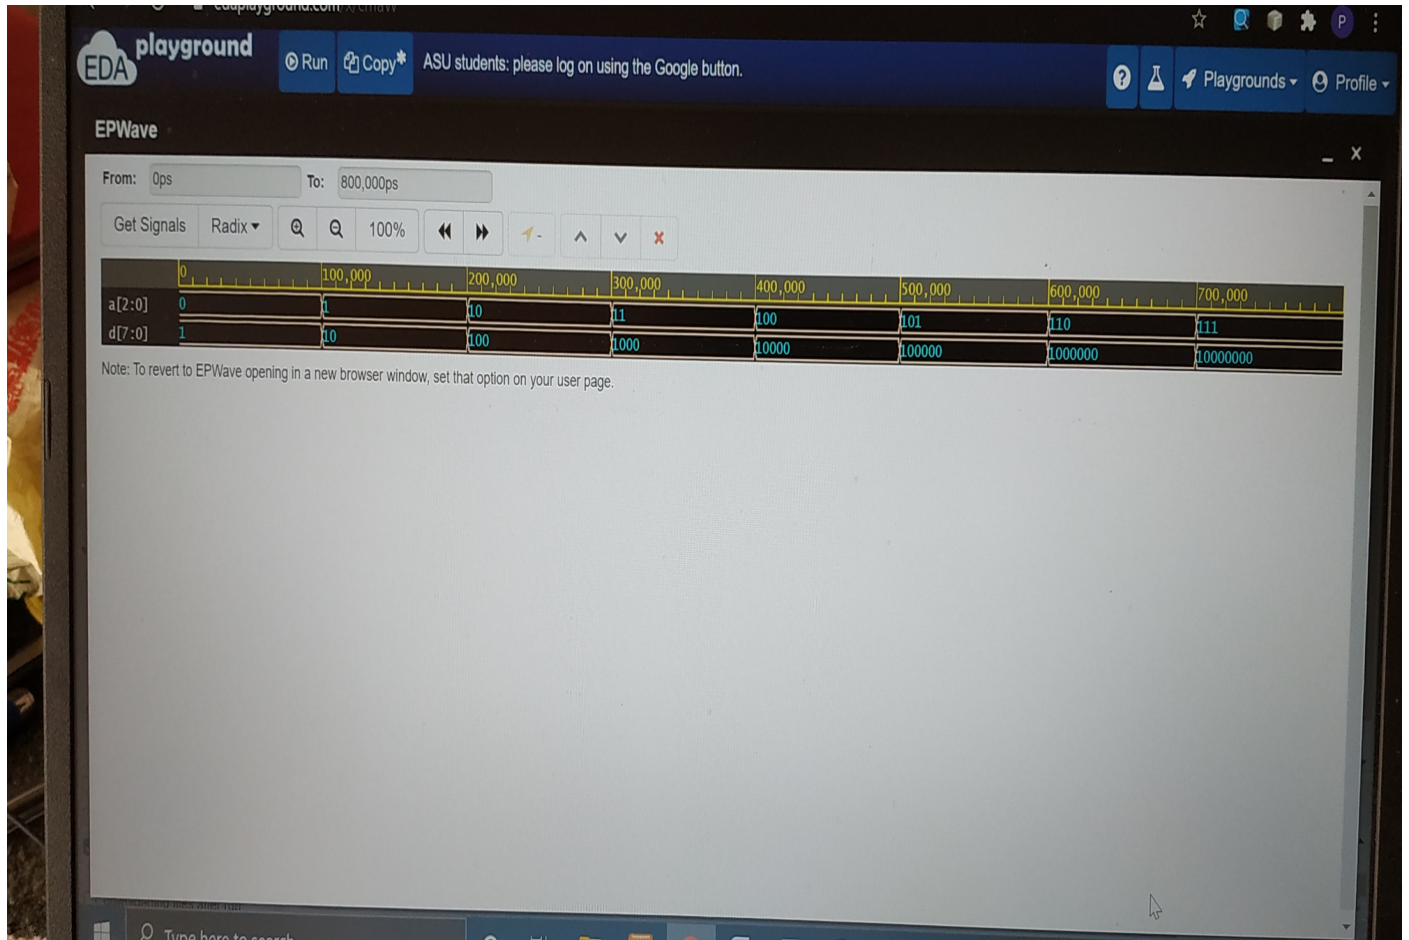 EDA playground
Run Copy* ASU students: please log on using the Google button.
? Playgrounds Profile
P
EPWave
From: 0ps To: 800,000ps
Get Signals Radix 100%
0 100,000 200,000 300,000 400,000 500,000 600,000 700,000
a[2:0] 0 1 10 11 100 101 110 111
d[7:0] 1 10 100 1000 10000 100000 1000000 10000000
Note: To revert to EPWave opening in a new browser window, set that option on your user page.
Type here to search